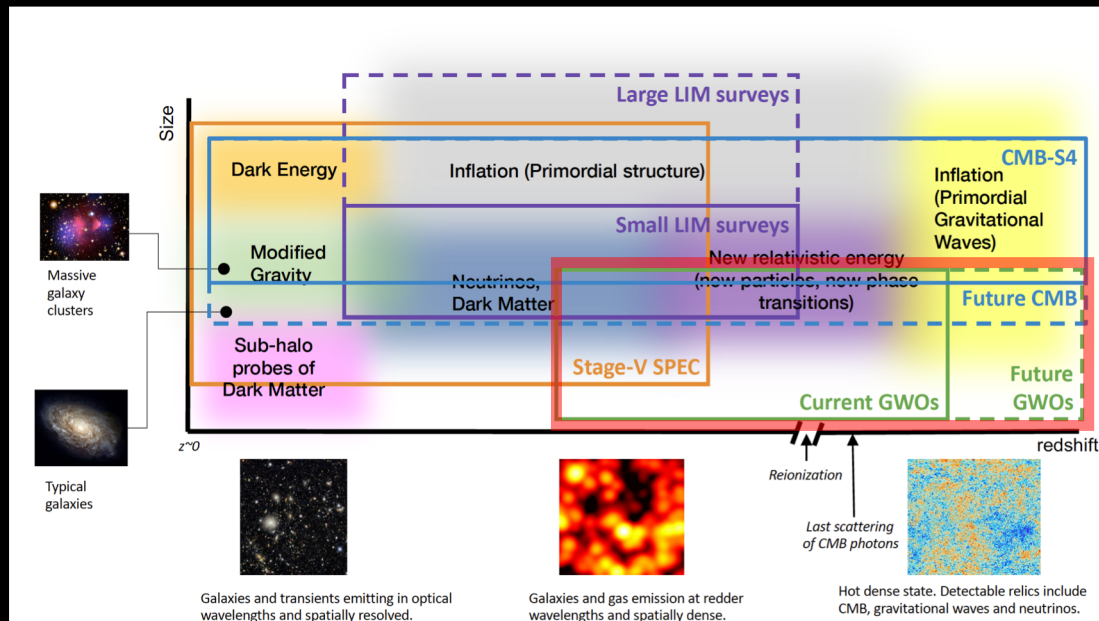 Size
Large LIM surveys
CMB-S4
Dark Energy
Inflation (Primordial structure)
Inflation
(Primordial
Gravitational
Waves)
Small LIM surveys
Modified
Gravity
Neutrinos,
Dark Matter
New relativistic energy
(new particles, new phase
transitions)
Future CMB
Massive
galaxy
clusters
Sub-halo
probes of
Dark Matter
Stage-V SPEC
Current GWOs
Future
GWOs
z~0
redshift
Typical
galaxies
Reionization
Last scattering
of CMB photons
Galaxies and transients emitting in optical
wavelengths and spatially resolved.
Galaxies and gas emission at redder
wavelengths and spatially dense.
Hot dense state. Detectable relics include
CMB, gravitational waves and neutrinos.